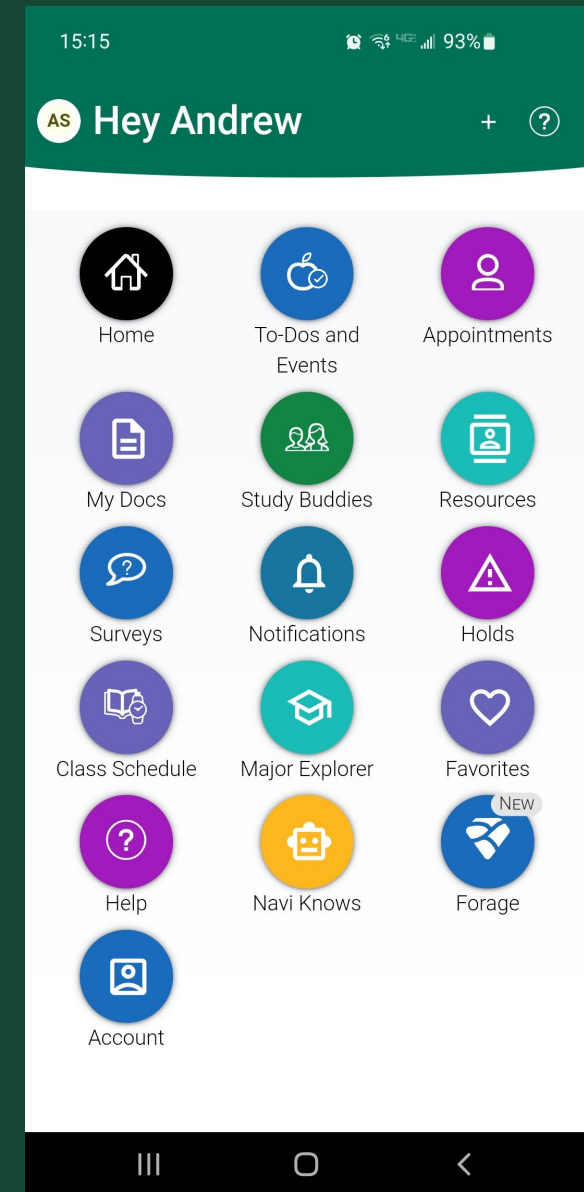 15:15 4GE 93%
AS Hey Andrew + ?
Home To-Dos and Appointments
Events
My Docs Study Buddies Resources
?
Surveys Notifications Holds
Class Schedule Major Explorer Favorites
NEW
?
Help Navi Knows Forage
Account